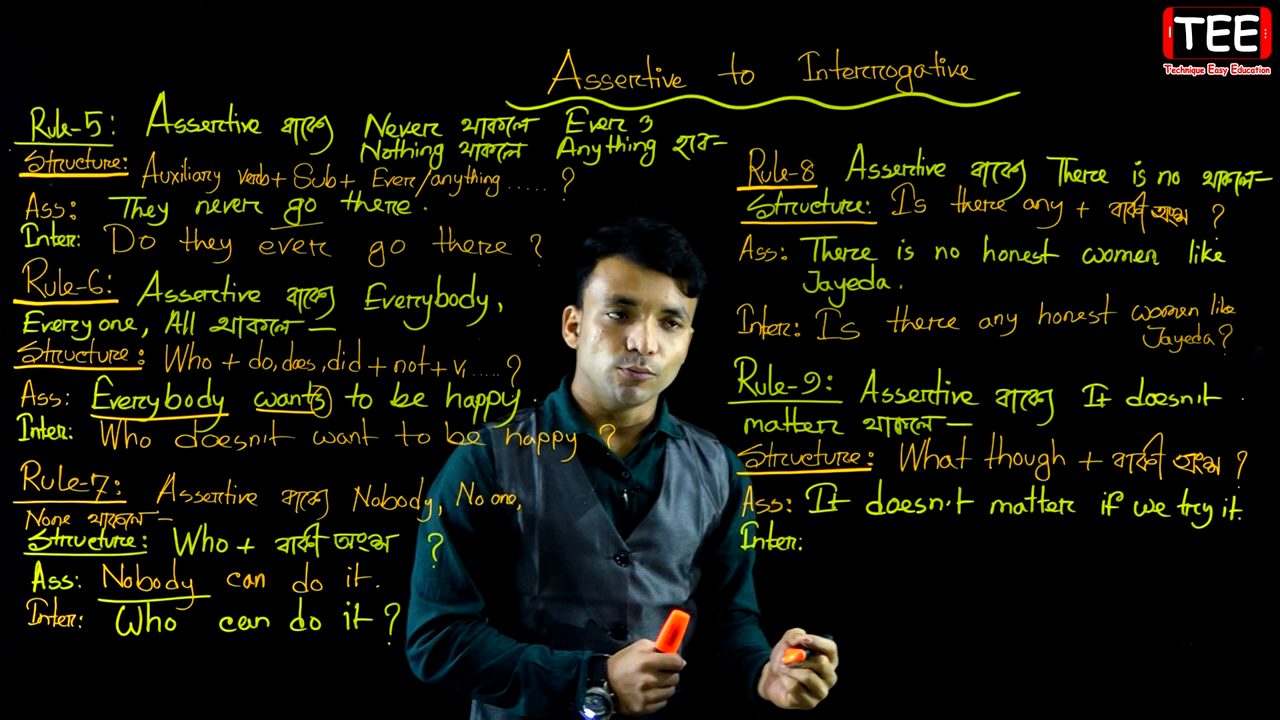 TEE
Technique Easy Education
Assertive to Interrogative
Rule-5: Assertive বাক্যে Never থাকলে Ever ও
Nothing থাকলে Anything হবে-
Structure: Auxiliary verb + Sub + Ever/anything ..... ?
Ass: They never go there.
Inter: Do they ever go there ?
Rule-6: Assertive বাক্যে Everybody,
Everyone, All থাকলে —
Structure: Who + do, does, did + not + v₁ ..... ?
Ass: Everybody wants to be happy.
Inter: Who doesn't want to be happy ?
Rule-7: Assertive বাক্যে Nobody, No one,
None থাকলে —
Structure: Who + বাকী অংশ ?
Ass: Nobody can do it.
Inter: Who can do it ?
Rule-8 Assertive বাক্যে There is no থাকলে—
Structure: Is there any + বাকী অংশ ?
Ass: There is no honest women like
Jayeda.
Inter: Is there any honest women like
Jayeda?
Rule-9: Assertive বাক্যে It doesn't
matter থাকলে —
Structure: What though + বাকী অংশ ?
Ass: It doesn't matter if we try it.
Inter: